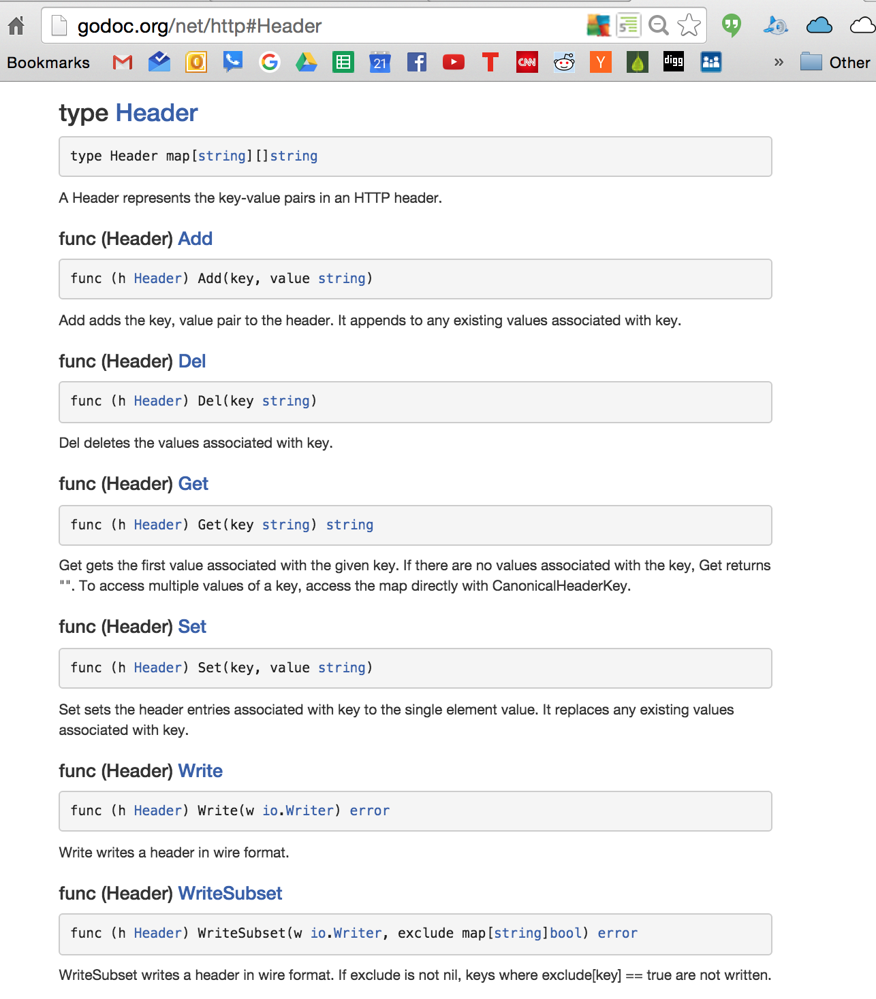 godoc.org/net/http#Header
Bookmarks 21 T CNN Y digg » Other
type Header
type Header map[string][]string
A Header represents the key-value pairs in an HTTP header.
func (Header) Add
func (h Header) Add(key, value string)
Add adds the key, value pair to the header. It appends to any existing values associated with key.
func (Header) Del
func (h Header) Del(key string)
Del deletes the values associated with key.
func (Header) Get
func (h Header) Get(key string) string
Get gets the first value associated with the given key. If there are no values associated with the key, Get returns
"". To access multiple values of a key, access the map directly with CanonicalHeaderKey.
func (Header) Set
func (h Header) Set(key, value string)
Set sets the header entries associated with key to the single element value. It replaces any existing values
associated with key.
func (Header) Write
func (h Header) Write(w io.Writer) error
Write writes a header in wire format.
func (Header) WriteSubset
func (h Header) WriteSubset(w io.Writer, exclude map[string]bool) error
WriteSubset writes a header in wire format. If exclude is not nil, keys where exclude[key] == true are not written.